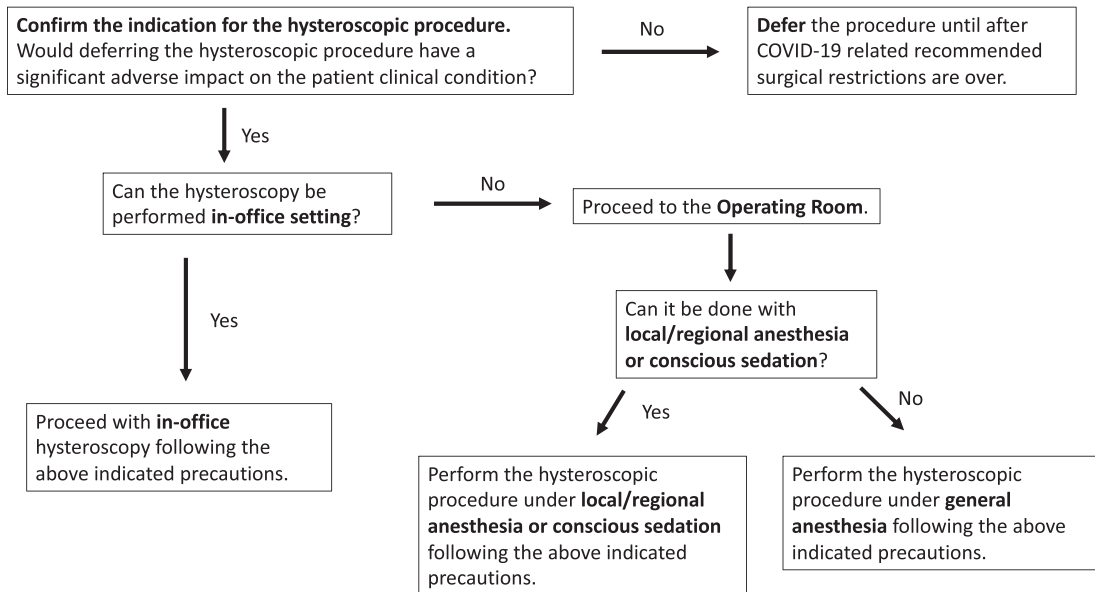 Confirm the indication for the hysteroscopic procedure.
Would deferring the hysteroscopic procedure have a
significant adverse impact on the patient clinical condition?
No
Defer the procedure until after
COVID-19 related recommended
surgical restrictions are over.
Yes
Can the hysteroscopy be
performed in-office setting?
No
Proceed to the Operating Room.
Can it be done with
local/regional anesthesia
or conscious sedation?
Yes
Proceed with in-office
hysteroscopy following the
above indicated precautions.
Yes
No
Perform the hysteroscopic
procedure under local/regional
anesthesia or conscious sedation
following the above indicated
precautions.
Perform the hysteroscopic
procedure under general
anesthesia following the above
indicated precautions.